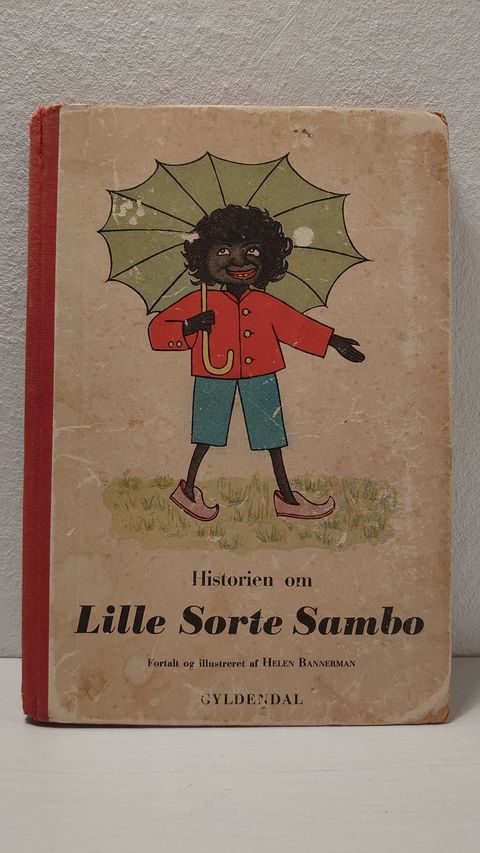 Historien om
Lille Sorte Sambo
Fortalt og illustreret af HELEN BANNERMAN
GYLDENDAL